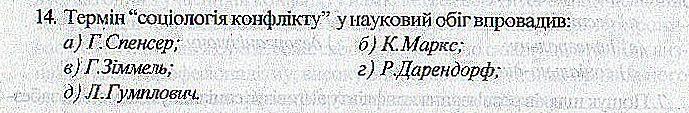 14. Термін “соціологія конфлікту” у науковий обіг впровадив:
а) Г.Спенсер; б) К.Маркс;
в) Г.Зіммель; г) Р.Дарендорф;
д) Л.Гумплович.